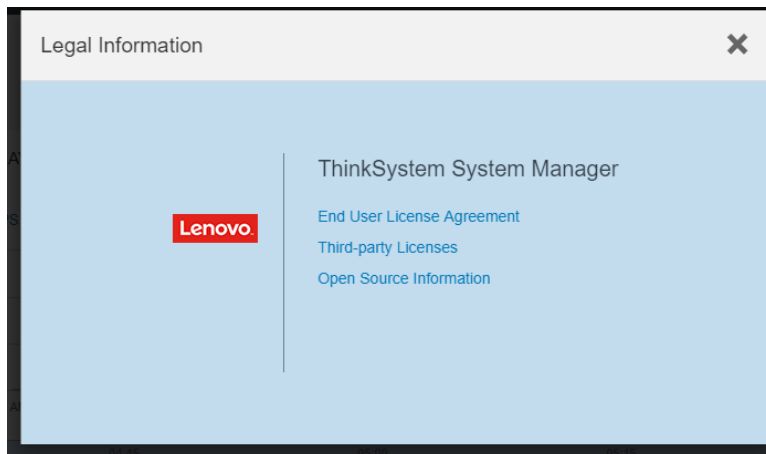 Legal Information
Lenovo.
ThinkSystem System Manager
End User License Agreement
Third-party Licenses
Open Source Information